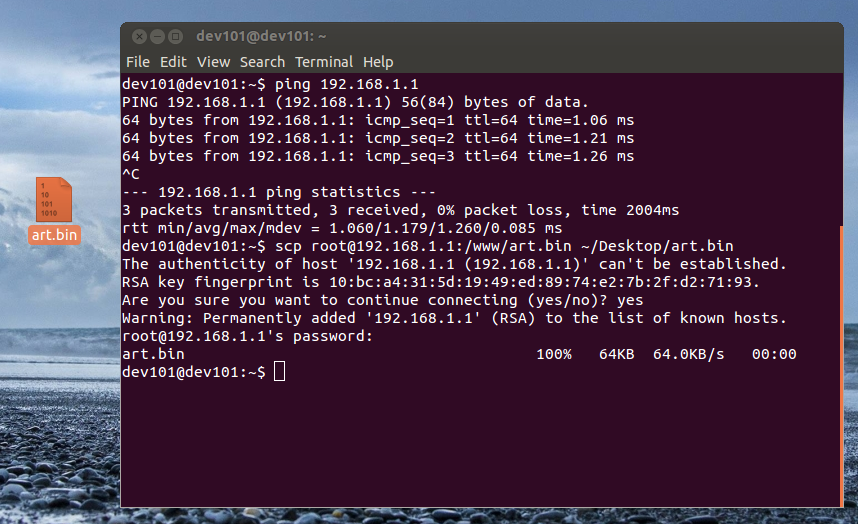 dev101@dev101: ~
File Edit View Search Terminal Help
dev101@dev101:~$ ping 192.168.1.1
PING 192.168.1.1 (192.168.1.1) 56(84) bytes of data.
64 bytes from 192.168.1.1: icmp_seq=1 ttl=64 time=1.06 ms
64 bytes from 192.168.1.1: icmp_seq=2 ttl=64 time=1.21 ms
64 bytes from 192.168.1.1: icmp_seq=3 ttl=64 time=1.26 ms
^C
--- 192.168.1.1 ping statistics ---
3 packets transmitted, 3 received, 0% packet loss, time 2004ms
rtt min/avg/max/mdev = 1.060/1.179/1.260/0.085 ms
dev101@dev101:~$ scp root@192.168.1.1:/www/art.bin ~/Desktop/art.bin
The authenticity of host '192.168.1.1 (192.168.1.1)' can't be established.
RSA key fingerprint is 10:bc:a4:31:5d:19:49:ed:89:74:e2:7b:2f:d2:71:93.
Are you sure you want to continue connecting (yes/no)? yes
Warning: Permanently added '192.168.1.1' (RSA) to the list of known hosts.
root@192.168.1.1's password:
art.bin 100% 64KB 64.0KB/s 00:00
dev101@dev101:~$
1
10
101
1010
art.bin